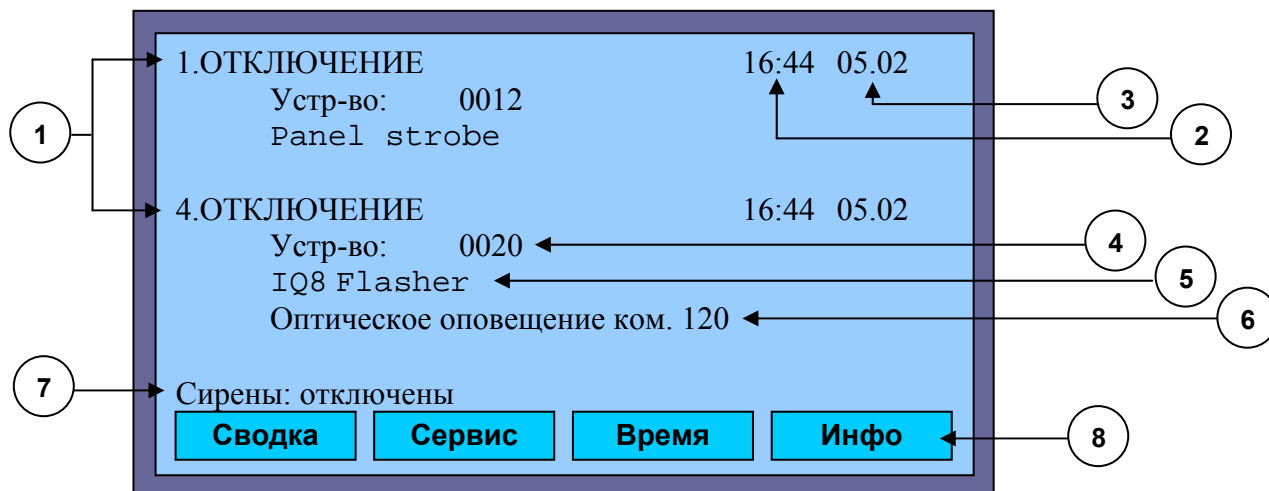 1.ОТКЛЮЧЕНИЕ 16:44 05.02
Устр-во: 0012
Panel strobe
4.ОТКЛЮЧЕНИЕ 16:44 05.02
Устр-во: 0020
IQ8 Flasher
Оптическое оповещение ком. 120
Сирены: отключены
Сводка Сервис Время Инфо
1
2
3
4
5
6
7
8